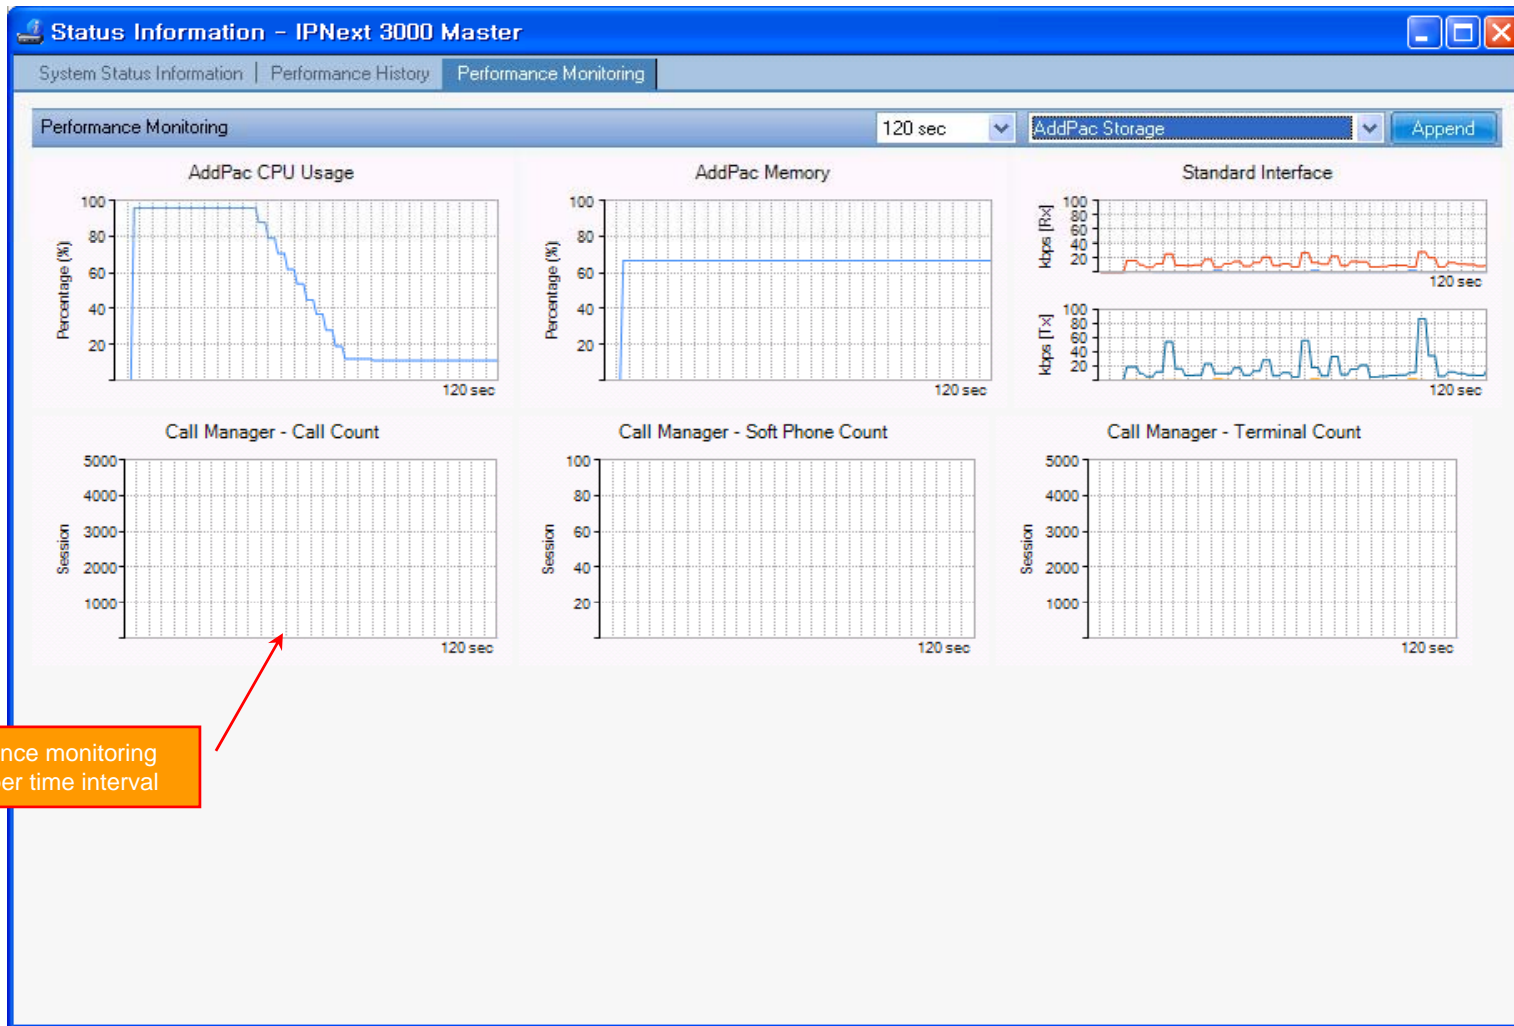 Status Information - IPNext 3000 Master
System Status Information | Performance History Performance Monitoring
Performance Monitoring 120 sec AddPac Storage Append
AddPac CPU Usage
Percentage (%)
100
80
60
40
20
120 sec
AddPac Memory
Percentage (%)
100
80
60
40
20
120 sec
Standard Interface
kbps [Rx]
100
80
60
40
20
120 sec
kbps [Tx]
100
80
60
40
20
120 sec
Call Manager - Call Count
Session
5000
4000
3000
2000
1000
120 sec
Call Manager - Soft Phone Count
Session
100
80
60
40
20
120 sec
Call Manager - Terminal Count
Session
5000
4000
3000
2000
1000
120 sec
nce monitoring
er time interval